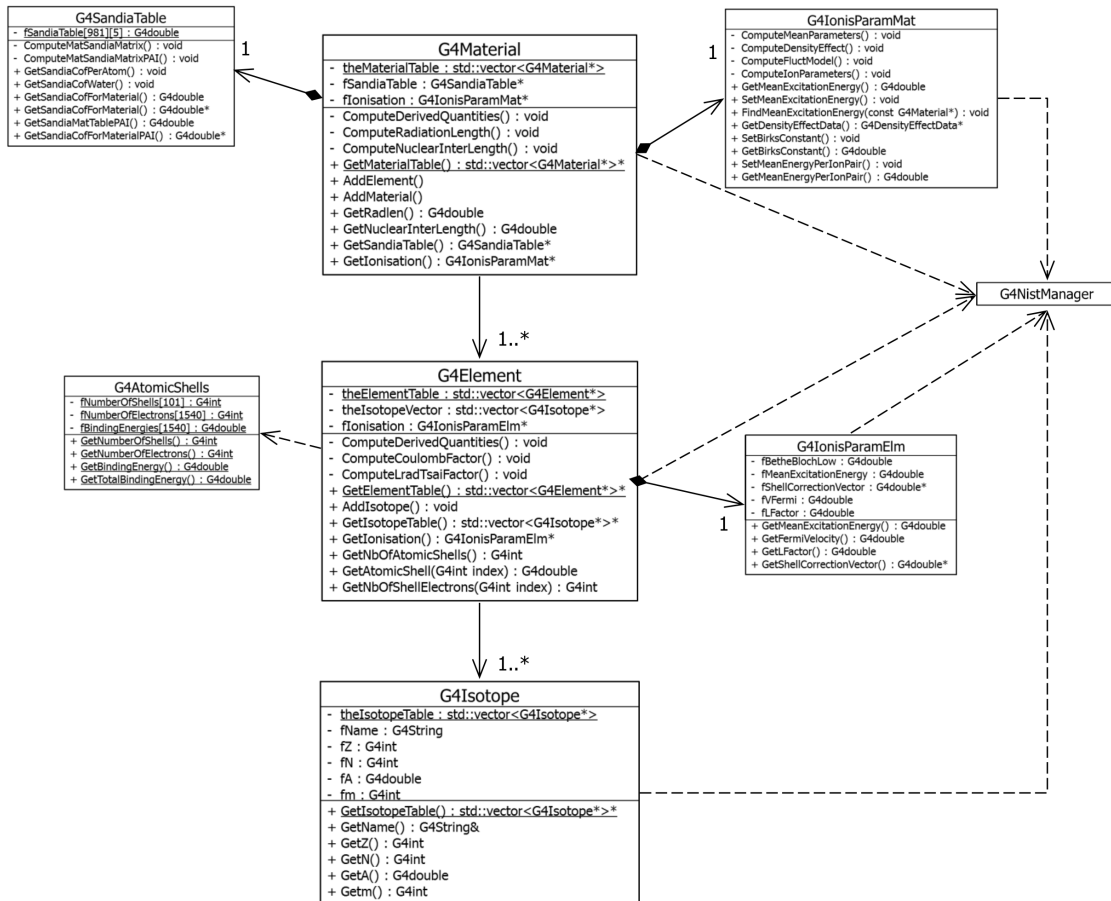 G4SandiaTable
- fSandiaTable[981][5] : G4double
- ComputeMatSandiaMatrix() : void
- ComputeMatSandiaMatrixPAI() : void
+ GetSandiaCofPerAtom() : void
+ GetSandiaCofWater() : void
+ GetSandiaCofForMaterial() : G4double
+ GetSandiaCofForMaterial() : G4double*
+ GetSandiaMatTablePAI() : G4double
+ GetSandiaCofForMaterialPAI() : G4double*
1
G4Material
- theMaterialTable : std::vector<G4Material*>
- fSandiaTable : G4SandiaTable*
- fIonisation : G4IonisParamMat*
- ComputeDerivedQuantities() : void
- ComputeRadiationLength() : void
- ComputeNuclearInterLength() : void
+ GetMaterialTable() : std::vector<G4Material*>*
+ AddElement()
+ AddMaterial()
+ GetRadlen() : G4double
+ GetNuclearInterLength() : G4double
+ GetSandiaTable() : G4SandiaTable*
+ GetIonisation() : G4IonisParamMat*
1
G4IonisParamMat
- ComputeMeanParameters() : void
- ComputeDensityEffect() : void
- ComputeFluctModel() : void
- ComputeIonParameters() : void
+ GetMeanExcitationEnergy() : G4double
+ SetMeanExcitationEnergy() : void
+ FindMeanExcitationEnergy(const G4Material*) : void
+ GetDensityEffectData() : G4DensityEffectData*
+ SetBirksConstant() : void
+ GetBirksConstant() : G4double
+ SetMeanEnergyPerIonPair() : void
+ GetMeanEnergyPerIonPair() : G4double
G4NistManager
1..*
G4AtomicShells
- fNumberOfShells[101] : G4int
- fNumberOfElectrons[1540] : G4int
- fBindingEnergies[1540] : G4double
+ GetNumberOfShells() : G4int
+ GetNumberOfElectrons() : G4int
+ GetBindingEnergy() : G4double
+ GetTotalBindingEnergy() : G4double
G4Element
- theElementTable : std::vector<G4Element*>
- theIsotopeVector : std::vector<G4Isotope*>
- fIonisation : G4IonisParamElm*
- ComputeDerivedQuantities() : void
- ComputeCoulombFactor() : void
- ComputeLradTsaiFactor() : void
+ GetElementTable() : std::vector<G4Element*>*
+ AddIsotope() : void
+ GetIsotopeTable() : std::vector<G4Isotope*>*
+ GetIonisation() : G4IonisParamElm*
+ GetNbOfAtomicShells() : G4int
+ GetAtomicShell(G4int index) : G4double
+ GetNbOfShellElectrons(G4int index) : G4int
1
G4IonisParamElm
- fBetheBlochLow : G4double
- fMeanExcitationEnergy : G4double
- fShellCorrectionVector : G4double*
- fVFermi : G4double
- fLFactor : G4double
+ GetMeanExcitationEnergy() : G4double
+ GetFermiVelocity() : G4double
+ GetLFactor() : G4double
+ GetShellCorrectionVector() : G4double*
1..*
G4Isotope
- theIsotopeTable : std::vector<G4Isotope*>
- fName : G4String
- fZ : G4int
- fN : G4int
- fA : G4double
- fm : G4int
+ GetIsotopeTable() : std::vector<G4Isotope*>*
+ GetName() : G4String&
+ GetZ() : G4int
+ GetN() : G4int
+ GetA() : G4double
+ Getm() : G4int